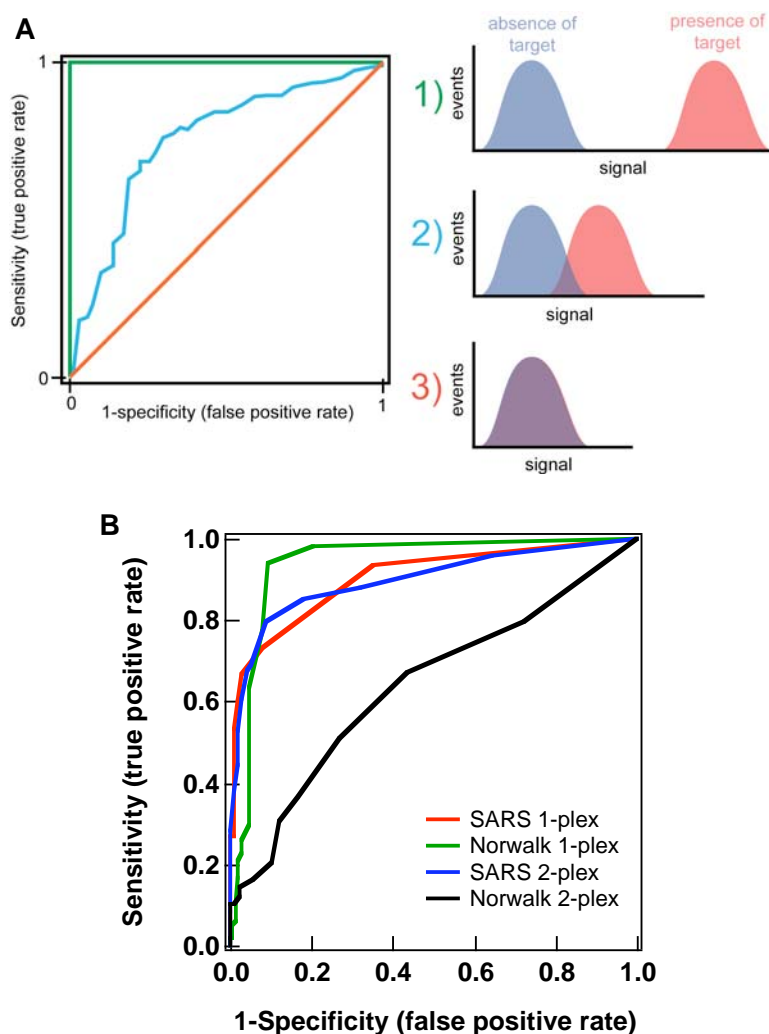 A
Sensitivity (true positive rate)
1
0
0
1
1-specificity (false positive rate)
absence of
target
presence of
target
1)
events
signal
2)
events
signal
3)
events
signal
B
Sensitivity (true positive rate)
1.0
0.8
0.6
0.4
0.2
0.0
SARS 1-plex
Norwalk 1-plex
SARS 2-plex
Norwalk 2-plex
0.0 0.2 0.4 0.6 0.8 1.0
1-Specificity (false positive rate)